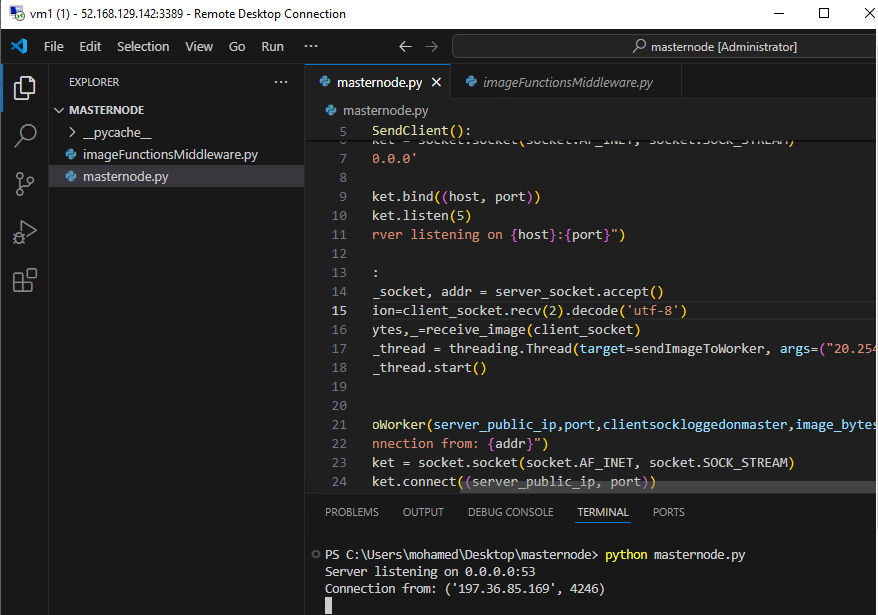 vm1 (1) - 52.168.129.142:3389 - Remote Desktop Connection
File Edit Selection View Go Run ··· masternode [Administrator]
EXPLORER ···
MASTERNODE
__pycache__
imageFunctionsMiddleware.py
masternode.py
masternode.py imageFunctionsMiddleware.py
masternode.py
5 SendClient():
6 ket = socket.socket(socket.AF_INET, socket.SOCK_STREAM)
7 0.0.0'
8
9 ket.bind((host, port))
10 ket.listen(5)
11 rver listening on {host}:{port}")
12
13 :
14 _socket, addr = server_socket.accept()
15 ion=client_socket.recv(2).decode('utf-8')
16 ytes,_=receive_image(client_socket)
17 _thread = threading.Thread(target=sendImageToWorker, args=("20.254
18 _thread.start()
19
20
21 oWorker(server_public_ip,port,clientsockloggedonmaster,image_bytes
22 nnection from: {addr}")
23 ket = socket.socket(socket.AF_INET, socket.SOCK_STREAM)
24 ket.connect((server_public_ip, port))
PROBLEMS OUTPUT DEBUG CONSOLE TERMINAL PORTS
PS C:\Users\mohamed\Desktop\masternode> python masternode.py
Server listening on 0.0.0.0:53
Connection from: ('197.36.85.169', 4246)